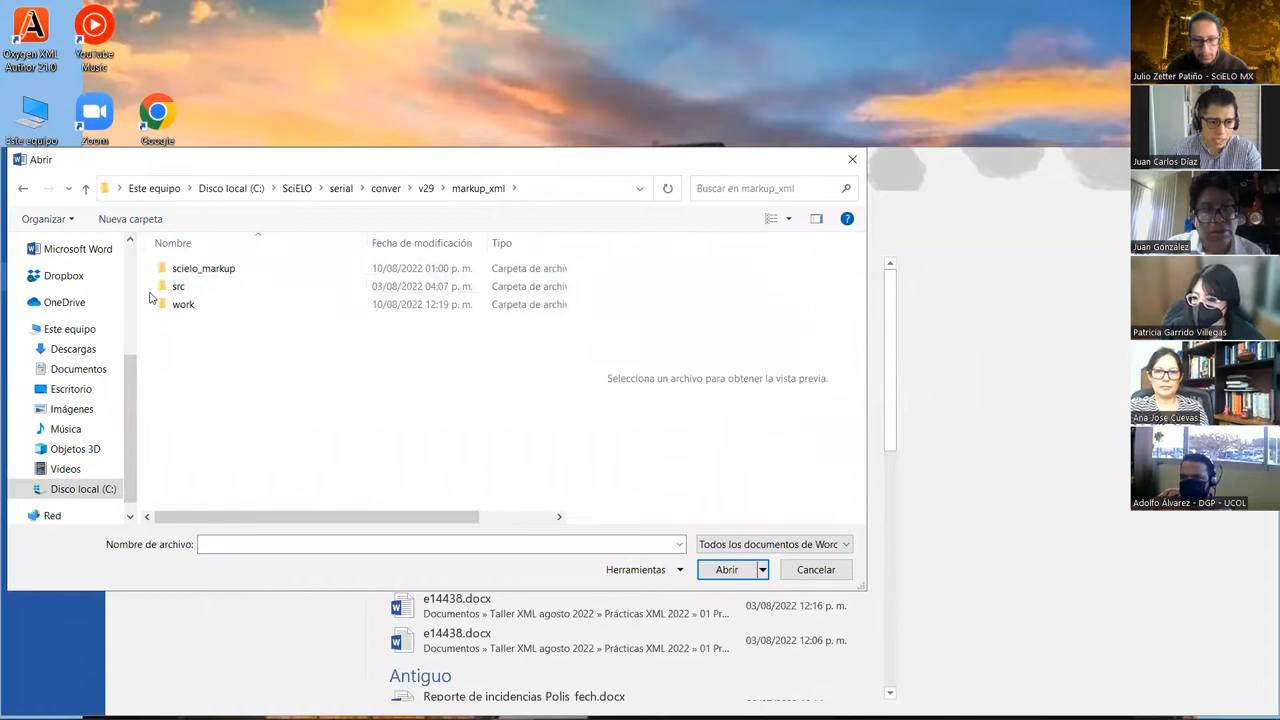 Oxygen XML
Author 21.0
YouTube
Music
Este equipo
Zoom
Google
Abrir
Este equipo > Disco local (C:) > SciELO > serial > conver > v29 > markup_xml >
Buscar en markup_xml
Organizar
Nueva carpeta
?
Nombre
Fecha de modificación
Tipo
Microsoft Word
Dropbox
OneDrive
Este equipo
Descargas
Documentos
Escritorio
Imágenes
Música
Objetos 3D
Videos
Disco local (C:)
Red
scielo_markup 10/08/2022 01:00 p. m. Carpeta de archi
src 03/08/2022 04:07 p. m. Carpeta de archi
work 10/08/2022 12:19 p. m. Carpeta de archi
Selecciona un archivo para obtener la vista previa.
Nombre de archivo:
Todos los documentos de Worc
Herramientas
Abrir
Cancelar
e14438.docx
Documentos » Taller XML agosto 2022 » Prácticas XML 2022 » 01 Pr...
03/08/2022 12:16 p. m.
e14438.docx
Documentos » Taller XML agosto 2022 » Prácticas XML 2022 » 01 Pr...
03/08/2022 12:06 p. m.
Antiguo
Reporte de incidencias Polis_fech.docx
Julio Zetter Patiño - SciELO MX
Juan Carlos Díaz
Juan González
Patricia Garrido Villegas
Ana Jose Cuevas
Adolfo Álvarez - DGP - UCOL